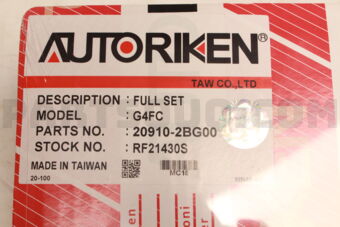 AUTORIKEN®
TAW CO.,LTD
DESCRIPTION : FULL SET
MODEL : G4FC
PARTS NO. : 20910-2BG00
STOCK NO. : RF21430S
MADE IN TAIWAN
MC18
20-100